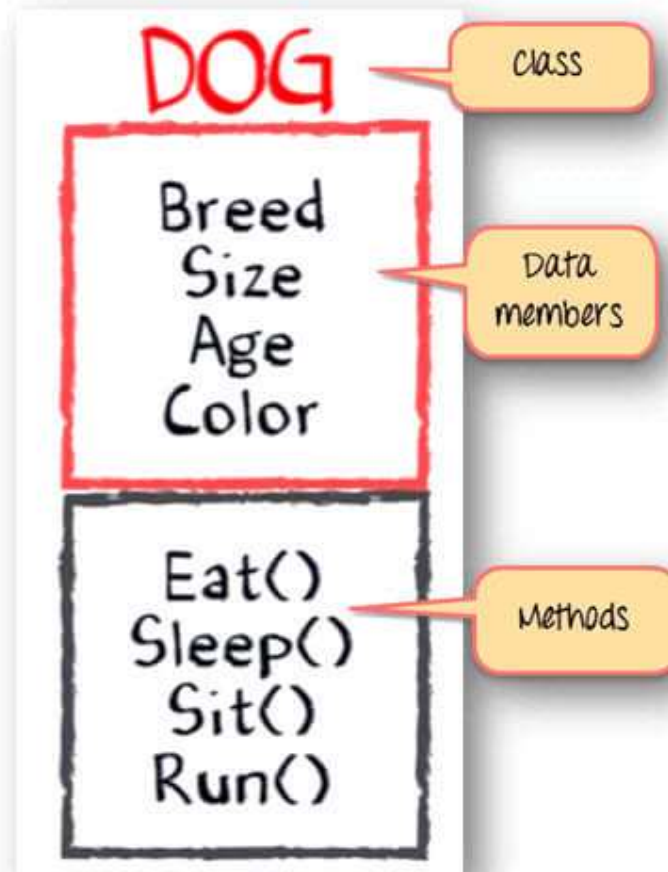 DOG
Class
Breed
Size
Age
Color
Data
members
Eat()
Sleep()
Sit()
Run()
Methods